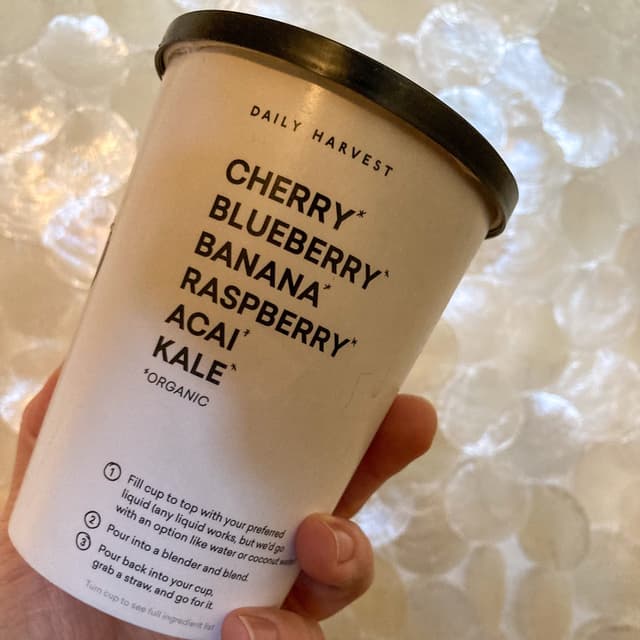 DAILY HARVEST
CHERRY*
BLUEBERRY*
BANANA*
RASPBERRY*
ACAI*
KALE*
*ORGANIC
1 Fill cup to top with your preferred
liquid (any liquid works, but we'd go
with an option like water or coconut
2 Pour into a blender and blend.
3 Pour back into your cup,
grab a straw, and go for it.
Turn cup to see full ingredient list